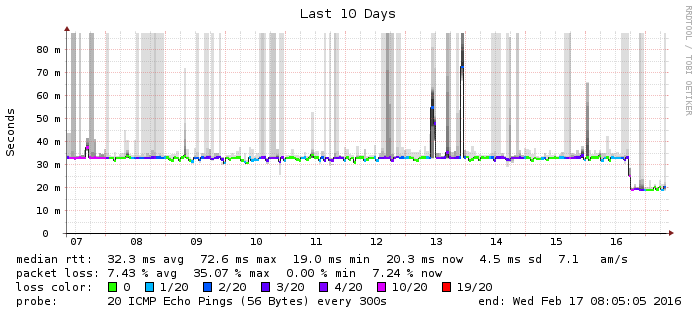 Last 10 Days
RRDTOOL / TOBI OETIKER
Seconds
80 m
70 m
60 m
50 m
40 m
30 m
20 m
10 m
0
07 08 09 10 11 12 13 14 15 16
median rtt: 32.3 ms avg 72.6 ms max 19.0 ms min 20.3 ms now 4.5 ms sd 7.1 am/s
packet loss: 7.43 % avg 35.07 % max 0.00 % min 7.24 % now
loss color: 0 1/20 2/20 3/20 4/20 10/20 19/20
probe: 20 ICMP Echo Pings (56 Bytes) every 300s end: Wed Feb 17 08:05:05 2016